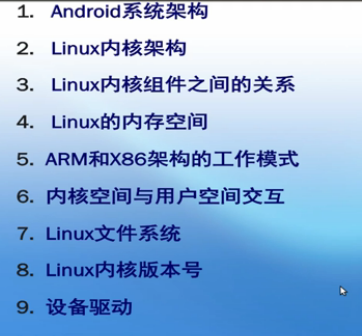 1. Android系统架构
2. Linux内核架构
3. Linux内核组件之间的关系
4. Linux的内存空间
5. ARM和X86架构的工作模式
6. 内核空间与用户空间交互
7. Linux文件系统
8. Linux内核版本号
9. 设备驱动